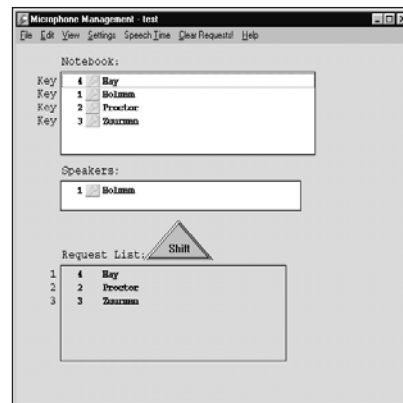 Microphone Management - test
File Edit View Settings Speech Time Clear Requests! Help
Notebook:
Key 4 Hay
Key 1 Holmen
Key 2 Proctor
Key 3 Zuurman
Speakers:
1 Holmen
Shift
Request List:
1 4 Hay
2 2 Proctor
3 3 Zuurman